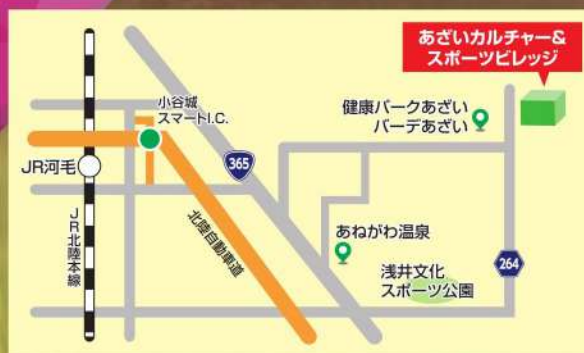 あざいカルチャー&
スポーツビレッジ
小谷城
スマートI.C.
健康パークあざい
バーデあざい
JR河毛
365
JR北陸本線
北陸自動車道
あねがわ温泉
浅井文化
スポーツ公園
264